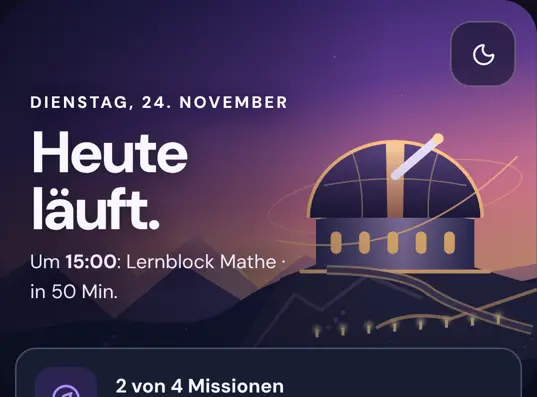 DIENSTAG, 24. NOVEMBER
Heute
läuft.
Um 15:00: Lernblock Mathe ·
in 50 Min.
2 von 4 Missionen